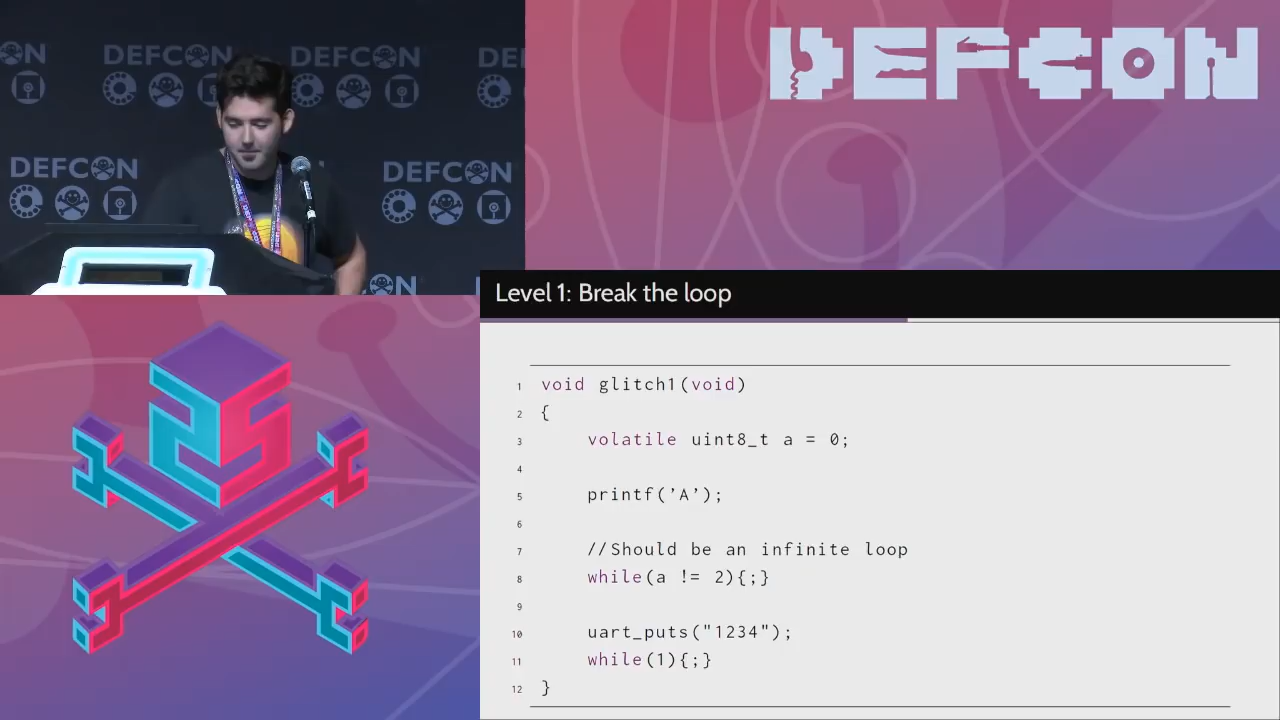 DEFCON
DEFCON
DEFCON
DEFCON
DEFCON
Level 1: Break the loop
1 void glitch1(void)
2 {
3 volatile uint8_t a = 0;
4
5 printf('A');
6
7 //Should be an infinite loop
8 while(a != 2){;}
9
10 uart_puts("1234");
11 while(1){;}
12 }